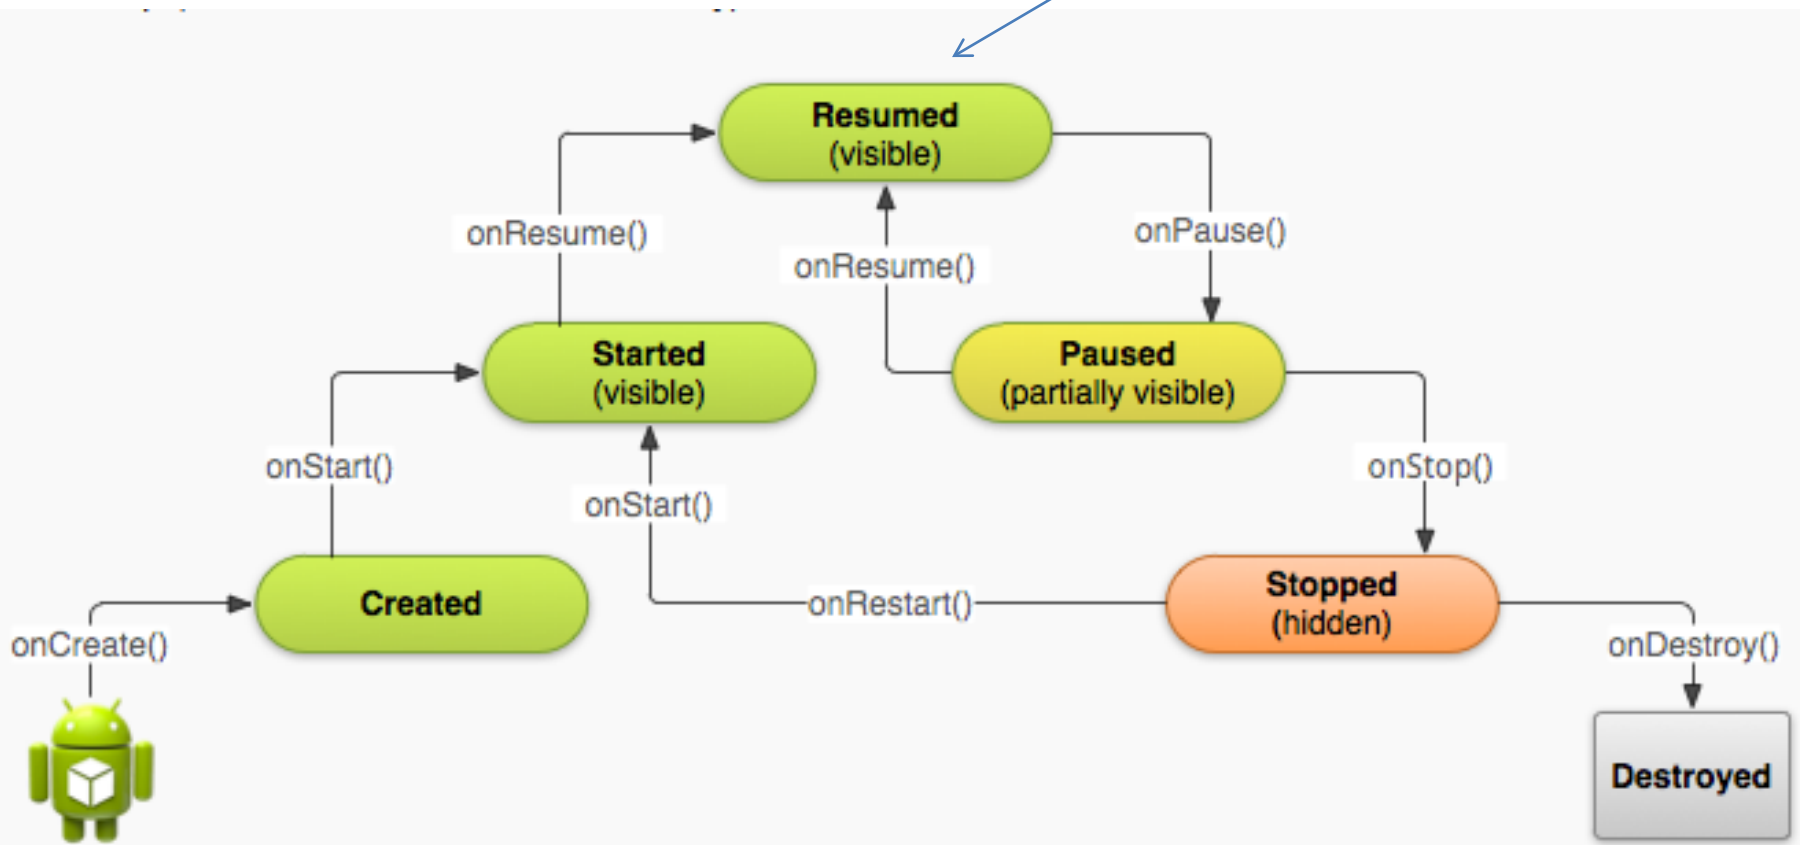 Resumed
(visible)
onResume()
onPause()
onResume()
Started
(visible)
Paused
(partially visible)
onStart()
onStop()
onStart()
Created
onRestart()
Stopped
(hidden)
onCreate()
onDestroy()
Destroyed